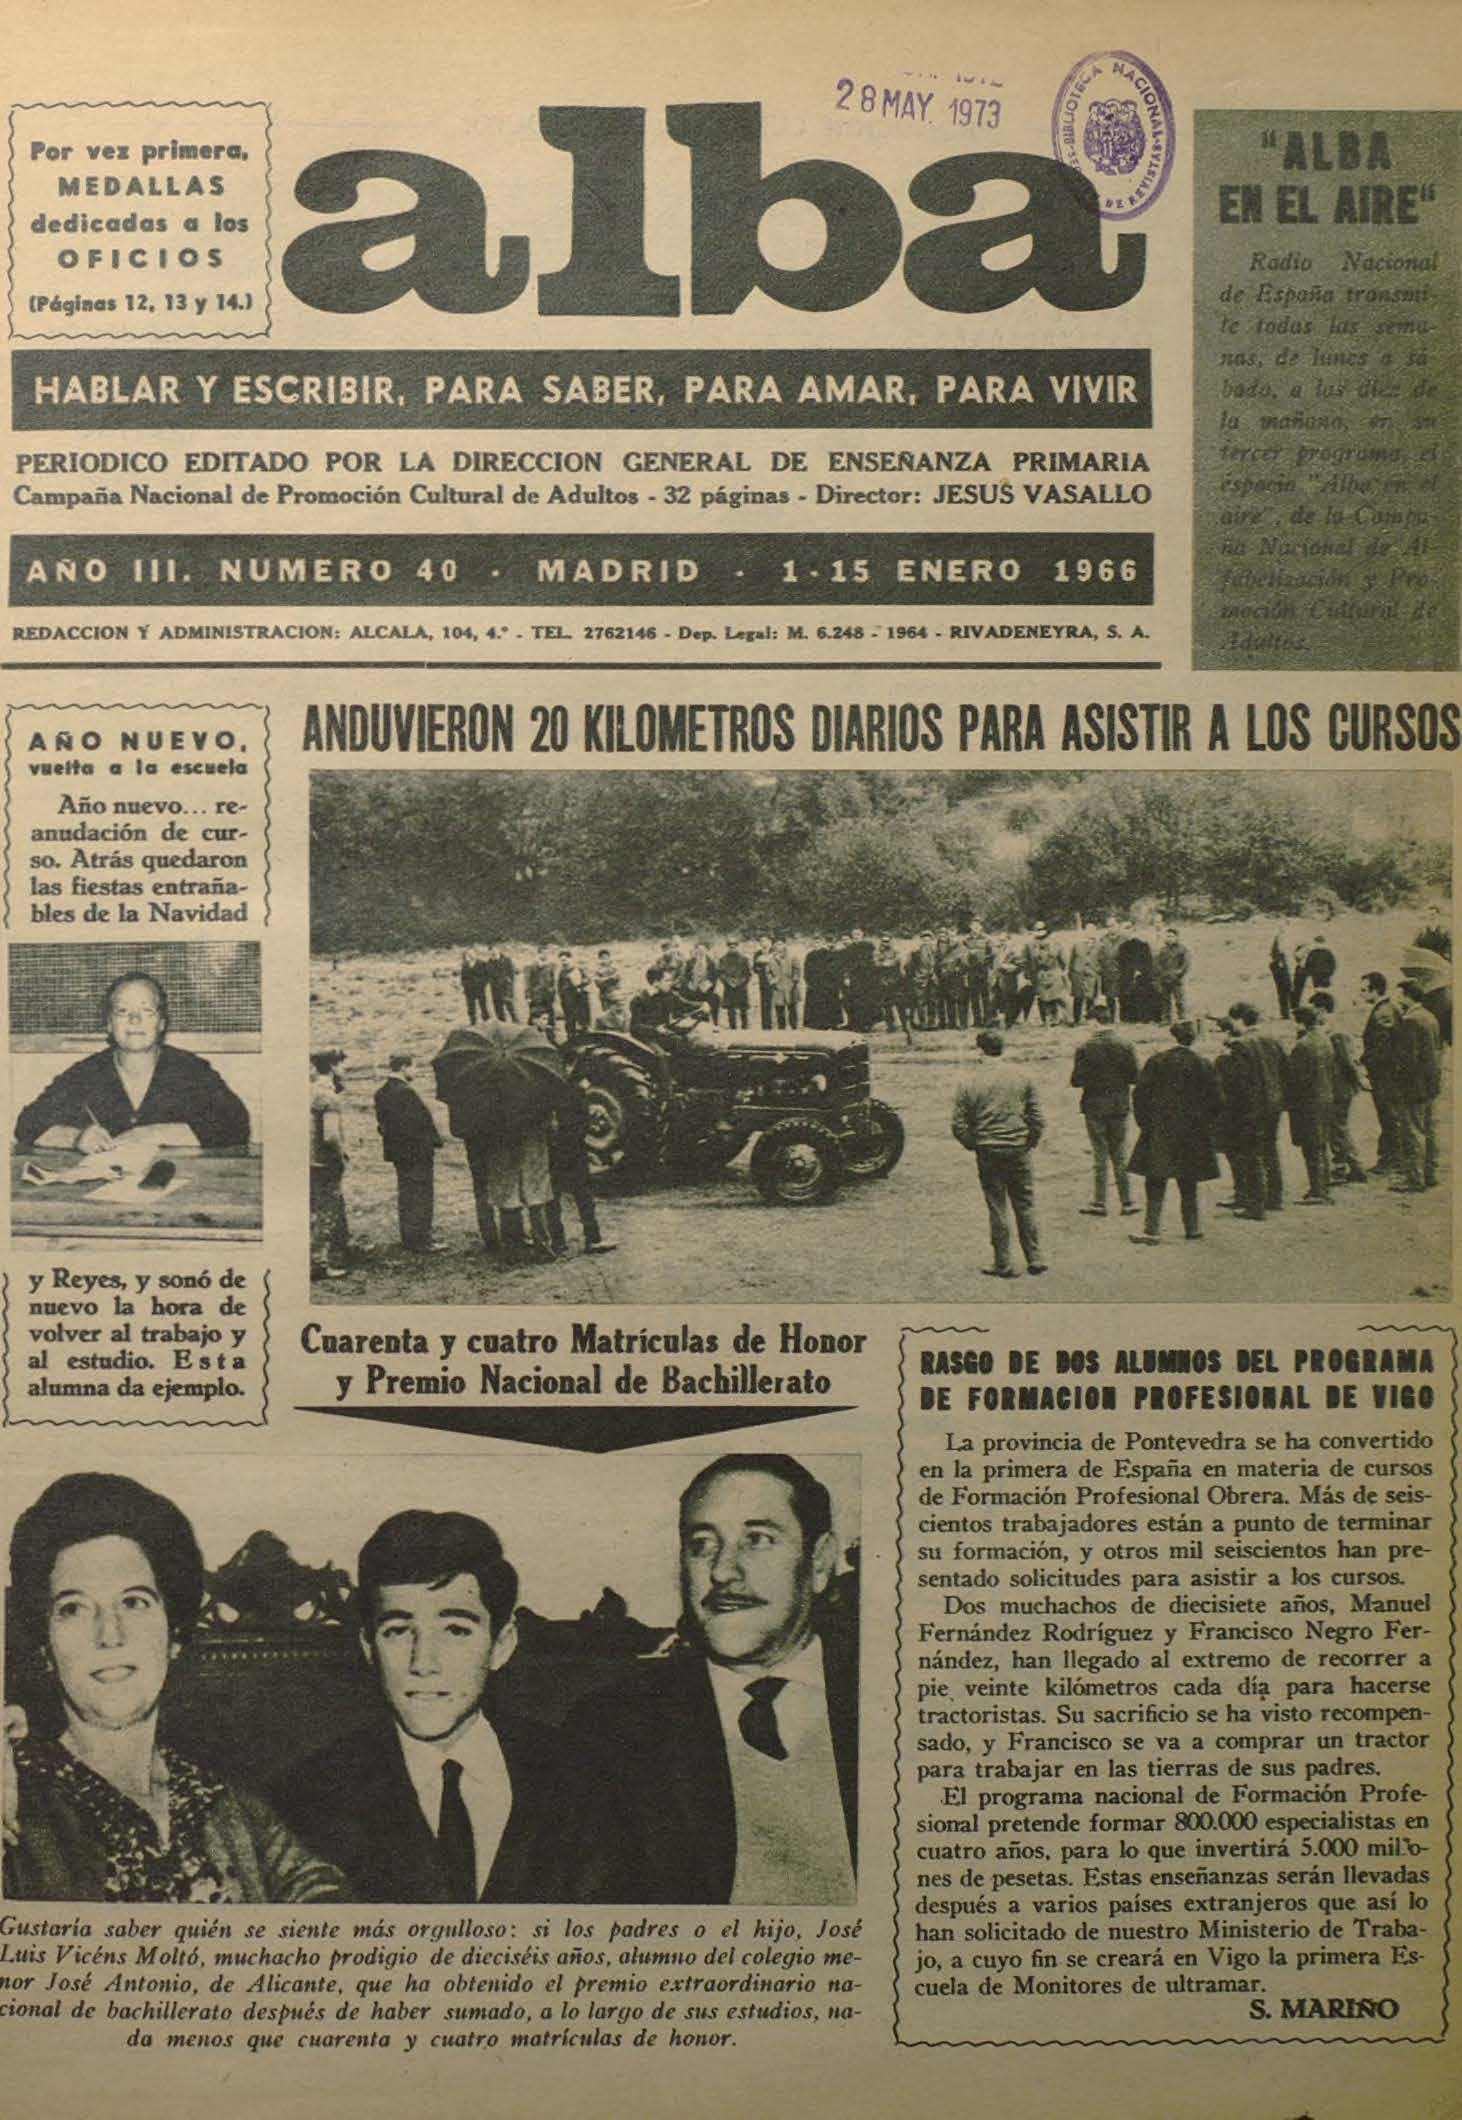 28 MAY. 1973
BIBLIOTECA NACIONAL
DE REVISTAS
Por vez primera,
MEDALLAS
dedicadas a los
OFICIOS
(Páginas 12, 13 y 14.)
alba
HABLAR Y ESCRIBIR, PARA SABER, PARA AMAR, PARA VIVIR
PERIODICO EDITADO POR LA DIRECCION GENERAL DE ENSEÑANZA PRIMARIA
Campaña Nacional de Promoción Cultural de Adultos - 32 páginas - Director: JESUS VASALLO
AÑO III. NUMERO 40 · MADRID · 1-15 ENERO 1966
REDACCION Y ADMINISTRACION: ALCALA, 104, 4.° - TEL. 2762146 - Dep. Legal: M. 6.248 - 1964 - RIVADENEYRA, S. A.
"ALBA
EN EL AIRE"
Radio Nacional
de España transmi-
te todas las sema-
nas, de lunes a sá-
bado, a las diez de
la mañana, en su
tercer programa, el
espacio "Alba en el
aire", de la Campa-
ña Nacional de Al-
fabetización y Pro-
moción Cultural de
Adultos.
AÑO NUEVO,
vuelta a la escuela
Año nuevo... re-
anudación de cur-
so. Atrás quedaron
las fiestas entraña-
bles de la Navidad
y Reyes, y sonó de
nuevo la hora de
volver al trabajo y
al estudio. Esta
alumna da ejemplo.
ANDUVIERON 20 KILOMETROS DIARIOS PARA ASISTIR A LOS CURSOS
Cuarenta y cuatro Matrículas de Honor
y Premio Nacional de Bachillerato
Gustaría saber quién se siente más orgulloso: si los padres o el hijo, José
Luis Vicéns Moltó, muchacho prodigio de dieciséis años, alumno del colegio me-
nor José Antonio, de Alicante, que ha obtenido el premio extraordinario na-
cional de bachillerato después de haber sumado, a lo largo de sus estudios, na-
da menos que cuarenta y cuatro matrículas de honor.
RASGO DE DOS ALUMNOS DEL PROGRAMA
DE FORMACION PROFESIONAL DE VIGO
La provincia de Pontevedra se ha convertido
en la primera de España en materia de cursos
de Formación Profesional Obrera. Más de seis-
cientos trabajadores están a punto de terminar
su formación, y otros mil seiscientos han pre-
sentado solicitudes para asistir a los cursos.
Dos muchachos de diecisiete años, Manuel
Fernández Rodríguez y Francisco Negro Fer-
nández, han llegado al extremo de recorrer a
pie veinte kilómetros cada día para hacerse
tractoristas. Su sacrificio se ha visto recompen-
sado, y Francisco se va a comprar un tractor
para trabajar en las tierras de sus padres.
El programa nacional de Formación Profe-
sional pretende formar 800.000 especialistas en
cuatro años, para lo que invertirá 5.000 millo-
nes de pesetas. Estas enseñanzas serán llevadas
después a varios países extranjeros que así lo
han solicitado de nuestro Ministerio de Traba-
jo, a cuyo fin se creará en Vigo la primera Es-
cuela de Monitores de ultramar.
S. MARIÑO